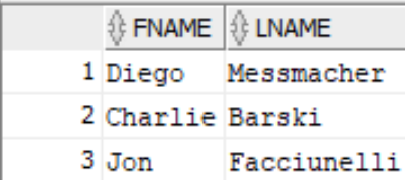 FNAME LNAME
1 Diego Messmacher
2 Charlie Barski
3 Jon Facciunelli